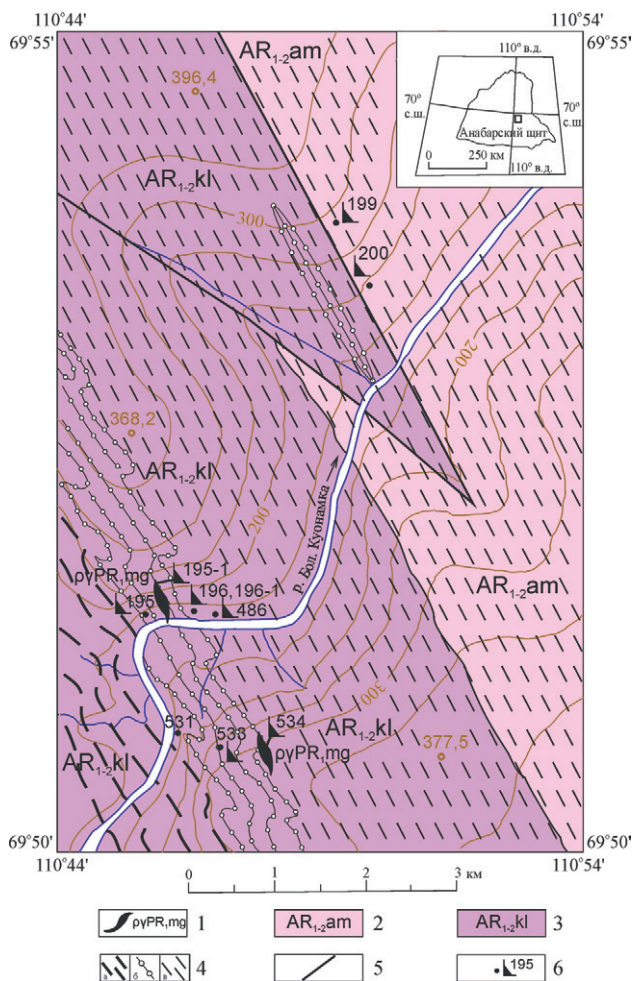 110°44'
110°54'
69°55'
69°55'
AR₁₋₂am
110° в.д.
70°
с.ш.
70°
с.ш.
Анабарский щит
0 250 км
110° в.д.
396,4
AR₁₋₂kl
300
199
200
200
368,2
AR₁₋₂kl
200
р. Бол. Куонамка
AR₁₋₂am
ργPR₁mg
195-1
195
196,196-1
486
300
531
533
534
AR₁₋₂kl
ργPR₁mg
AR₁₋₂kl
377,5
69°50'
69°50'
110°44'
110°54'
0 1 2 3 км
ργPR₁mg 1
AR₁₋₂am 2
AR₁₋₂kl 3
а б в 4
5
195 6